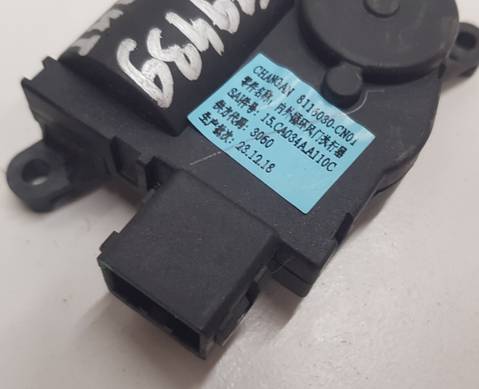 CHANGAN 8113030-CN01
零件名称: 内外循环风门执行器
SAI件号: 15.CA034AA110C
供方代码: 3060
生产批次: 23.12.18